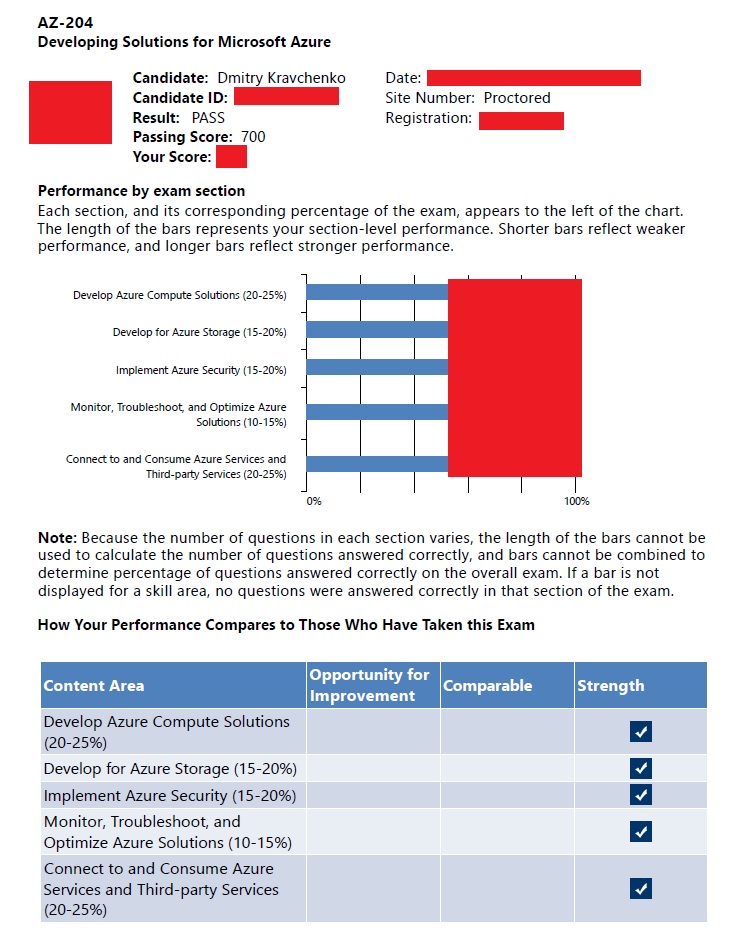 AZ-204
Developing Solutions for Microsoft Azure
Candidate: Dmitry Kravchenko
Date:
Candidate ID:
Site Number: Proctored
Result: PASS
Registration:
Passing Score: 700
Your Score:
Performance by exam section
Each section, and its corresponding percentage of the exam, appears to the left of the chart.
The length of the bars represents your section-level performance. Shorter bars reflect weaker
performance, and longer bars reflect stronger performance.
Develop Azure Compute Solutions (20-25%)
Develop for Azure Storage (15-20%)
Implement Azure Security (15-20%)
Monitor, Troubleshoot, and Optimize Azure
Solutions (10-15%)
Connect to and Consume Azure Services and
Third-party Services (20-25%)
0%
100%
Note: Because the number of questions in each section varies, the length of the bars cannot be
used to calculate the number of questions answered correctly, and bars cannot be combined to
determine percentage of questions answered correctly on the overall exam. If a bar is not
displayed for a skill area, no questions were answered correctly in that section of the exam.
How Your Performance Compares to Those Who Have Taken this Exam
Content Area
Opportunity for
Improvement
Comparable
Strength
Develop Azure Compute Solutions
(20-25%)
Develop for Azure Storage (15-20%)
Implement Azure Security (15-20%)
Monitor, Troubleshoot, and
Optimize Azure Solutions (10-15%)
Connect to and Consume Azure
Services and Third-party Services
(20-25%)